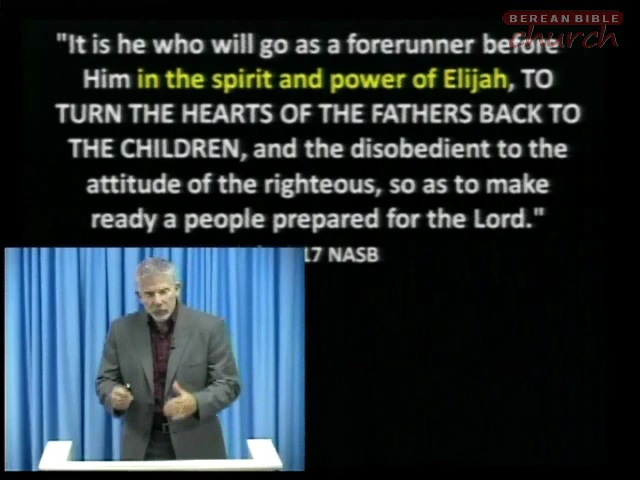 BEREAN BIBLE
church
"It is he who will go as a forerunner before
Him in the spirit and power of Elijah, TO
TURN THE HEARTS OF THE FATHERS BACK TO
THE CHILDREN, and the disobedient to the
attitude of the righteous, so as to make
ready a people prepared for the Lord."
17 NASB